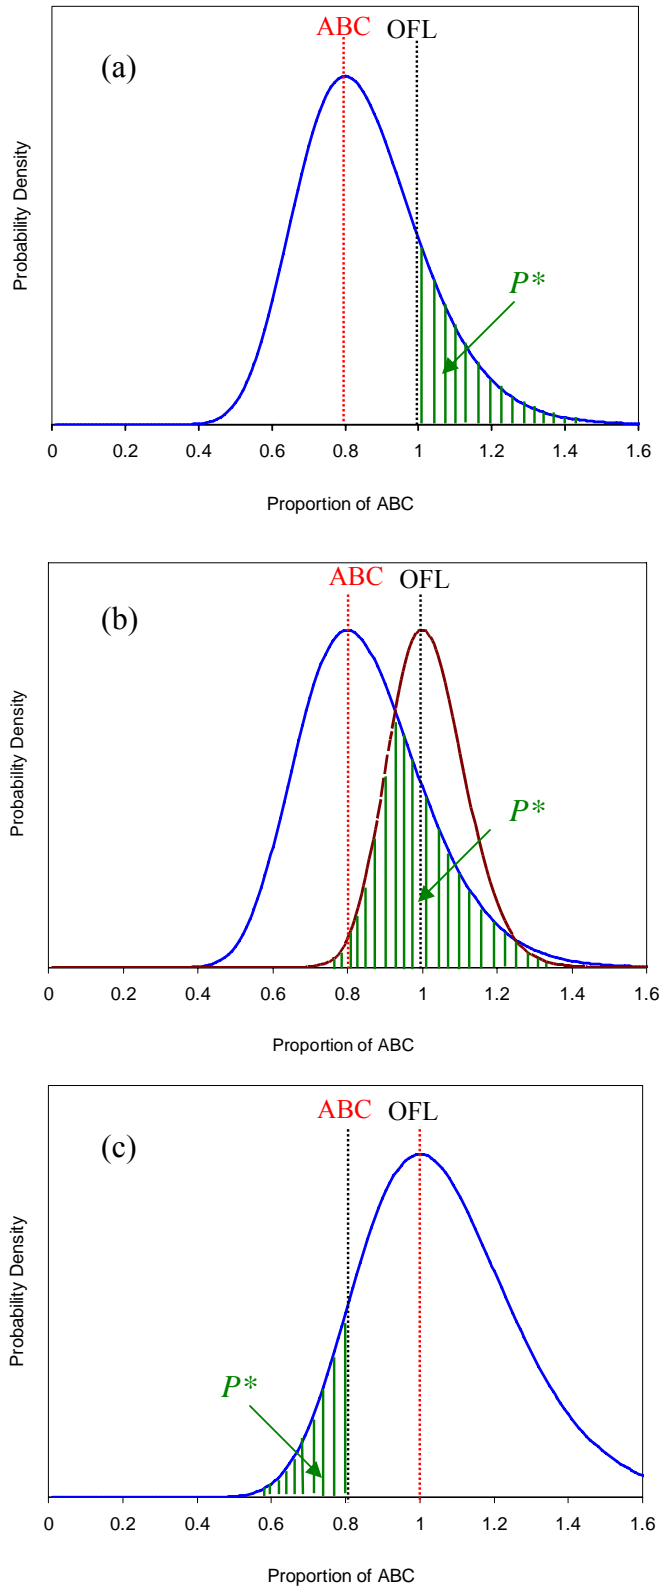 ABC OFL
(a)
P*
Probability Density
0 0.2 0.4 0.6 0.8 1 1.2 1.4 1.6
Proportion of ABC
ABC OFL
(b)
P*
Probability Density
0 0.2 0.4 0.6 0.8 1 1.2 1.4 1.6
Proportion of ABC
ABC OFL
(c)
P*
Probability Density
0 0.2 0.4 0.6 0.8 1 1.2 1.4 1.6
Proportion of ABC